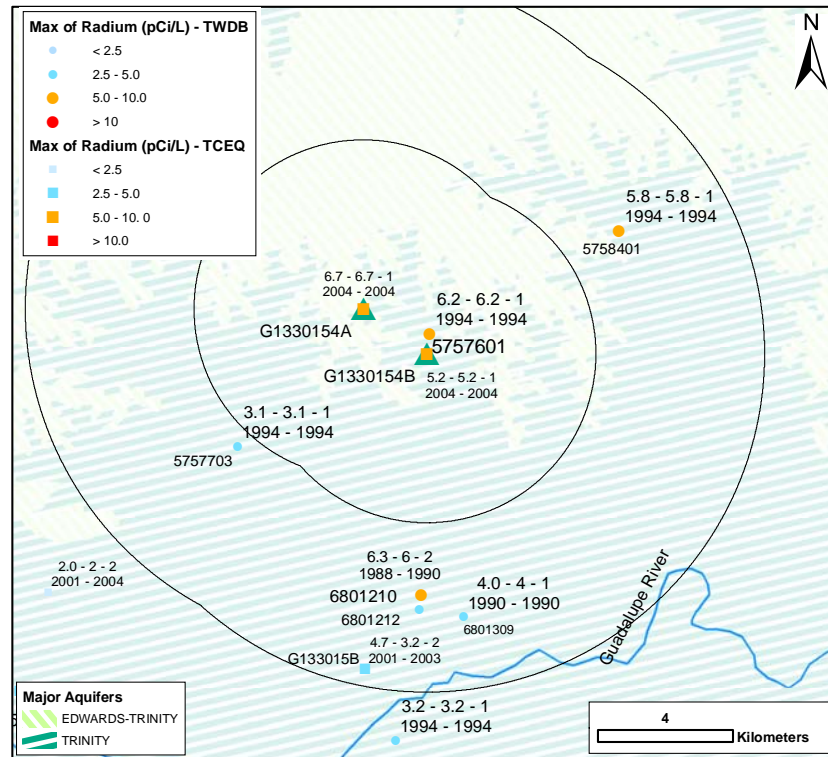 Max of Radium (pCi/L) - TWDB
< 2.5
2.5 - 5.0
5.0 - 10.0
> 10
Max of Radium (pCi/L) - TCEQ
< 2.5
2.5 - 5.0
5.0 - 10. 0
> 10.0
N
5.8 - 5.8 - 1
1994 - 1994
5758401
6.7 - 6.7 - 1
2004 - 2004
G1330154A
6.2 - 6.2 - 1
1994 - 1994
5757601
G1330154B
5.2 - 5.2 - 1
2004 - 2004
3.1 - 3.1 - 1
1994 - 1994
5757703
2.0 - 2 - 2
2001 - 2004
6.3 - 6 - 2
1988 - 1990
6801210
6801212
4.0 - 4 - 1
1990 - 1990
6801309
4.7 - 3.2 - 2
G133015B
2001 - 2003
Guadalupe River
3.2 - 3.2 - 1
1994 - 1994
Major Aquifers
EDWARDS-TRINITY
TRINITY
4
Kilometers